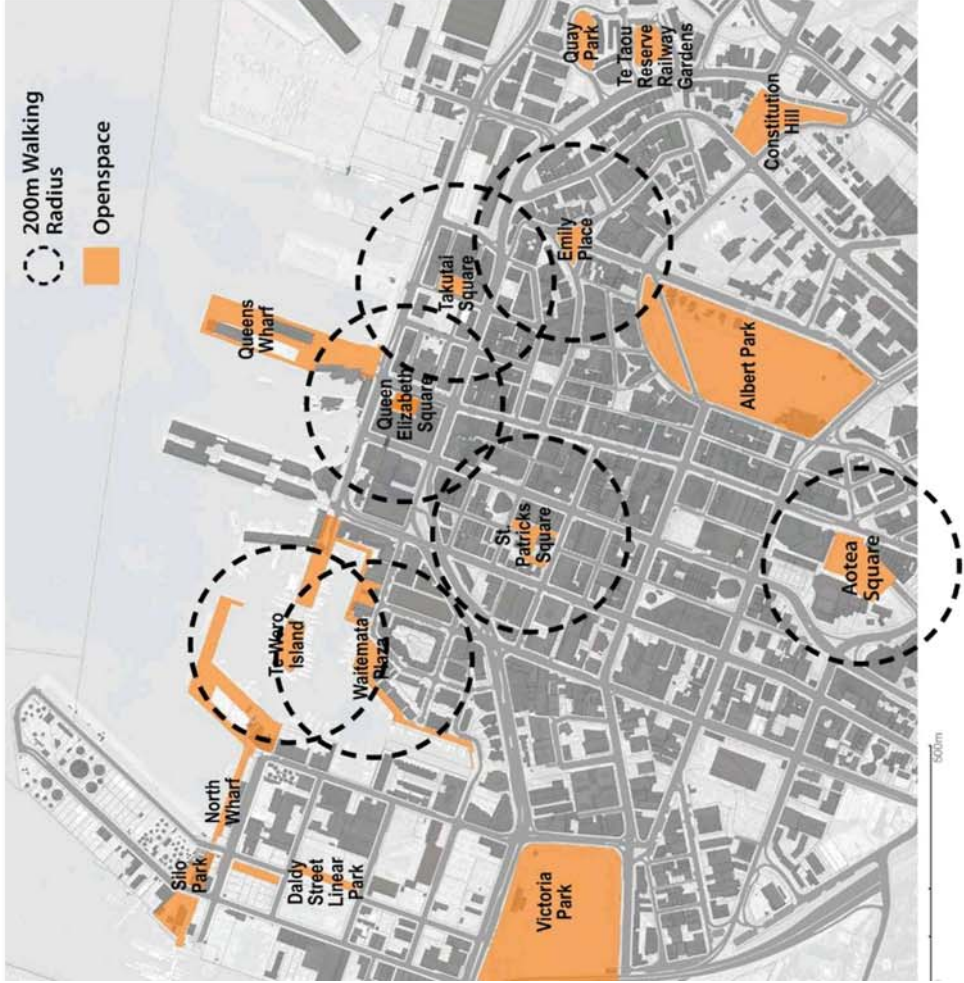 200m Walking
Radius
Openspace
Quay
Park
Te Taou
Reserve
Railway
Gardens
Constitution
Hill
Queens
Wharf
Takutai
Square
Emily
Place
Queen
Elizabeth
Square
Albert Park
St.
Patricks
Square
Te Wero
Island
Waitemata
Plaza
Aotea
Square
North
Wharf
Silo
Park
Daldy
Street
Linear
Park
Victoria
Park
500m